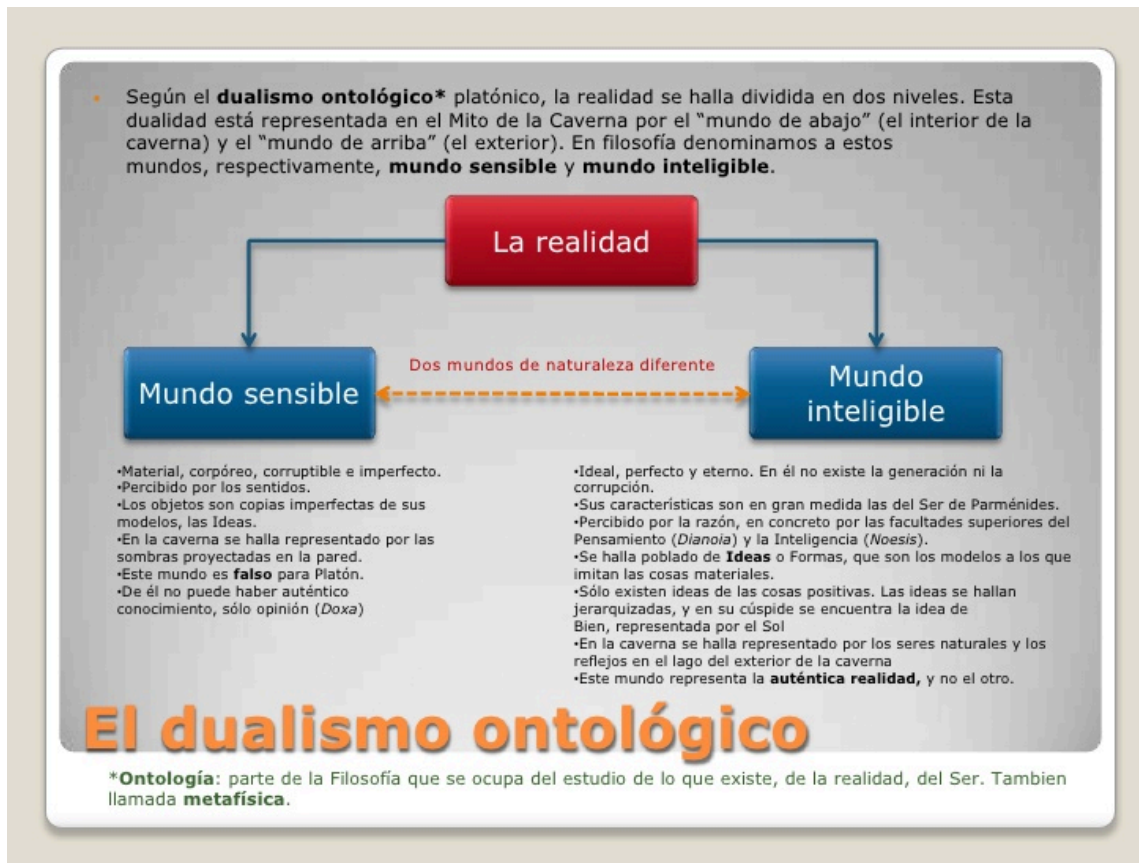 • Según el dualismo ontológico* platónico, la realidad se halla dividida en dos niveles. Esta
dualidad está representada en el Mito de la Caverna por el “mundo de abajo” (el interior de la
caverna) y el “mundo de arriba” (el exterior). En filosofía denominamos a estos
mundos, respectivamente, mundo sensible y mundo inteligible.
La realidad
Dos mundos de naturaleza diferente
Mundo sensible
Mundo
inteligible
•Material, corpóreo, corruptible e imperfecto.
•Percibido por los sentidos.
•Los objetos son copias imperfectas de sus
modelos, las Ideas.
•En la caverna se halla representado por las
sombras proyectadas en la pared.
•Este mundo es falso para Platón.
•De él no puede haber auténtico
conocimiento, sólo opinión (Doxa)
•Ideal, perfecto y eterno. En él no existe la generación ni la
corrupción.
•Sus características son en gran medida las del Ser de Parménides.
•Percibido por la razón, en concreto por las facultades superiores del
Pensamiento (Dianoia) y la Inteligencia (Noesis).
•Se halla poblado de Ideas o Formas, que son los modelos a los que
imitan las cosas materiales.
•Sólo existen ideas de las cosas positivas. Las ideas se hallan
jerarquizadas, y en su cúspide se encuentra la idea de
Bien, representada por el Sol
•En la caverna se halla representado por los seres naturales y los
reflejos en el lago del exterior de la caverna
•Este mundo representa la auténtica realidad, y no el otro.
El dualismo ontológico
*Ontología: parte de la Filosofía que se ocupa del estudio de lo que existe, de la realidad, del Ser. Tambien
llamada metafísica.